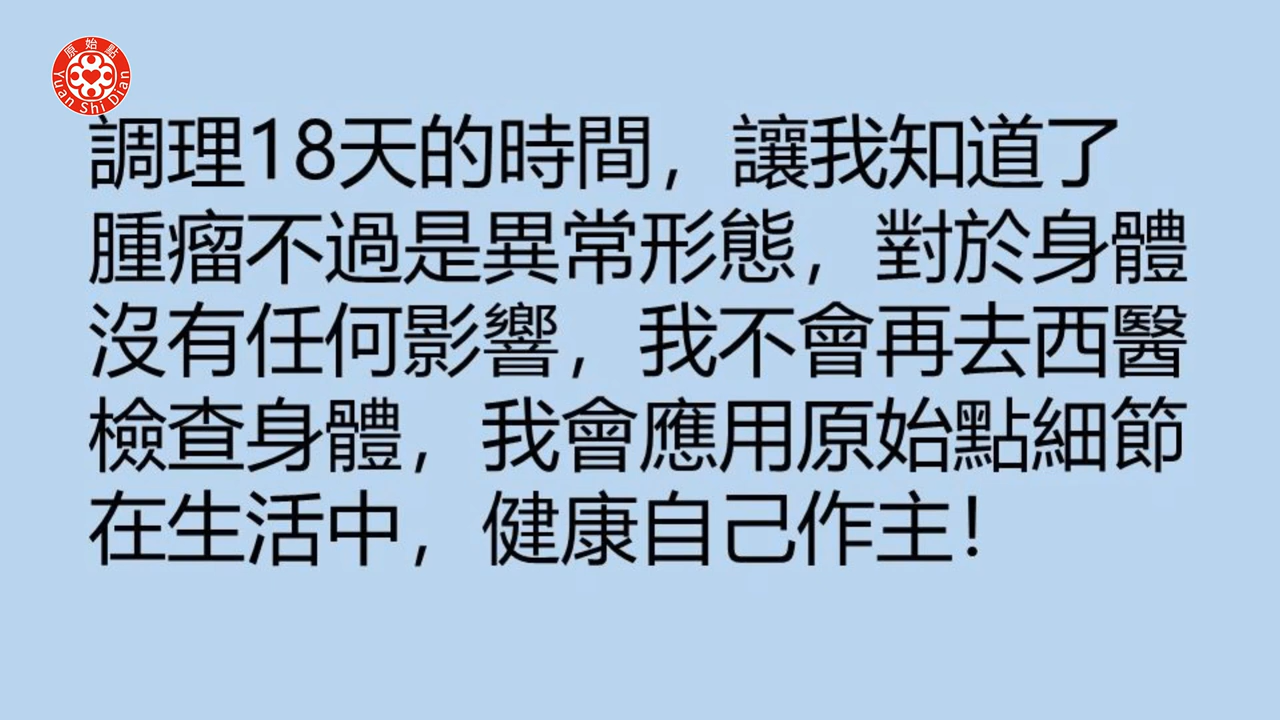 原始點
Yuan Shi Dian
調理18天的時間，讓我知道了
腫瘤不過是異常形態，對於身體
沒有任何影響，我不會再去西醫
檢查身體，我會應用原始點細節
在生活中，健康自己作主！